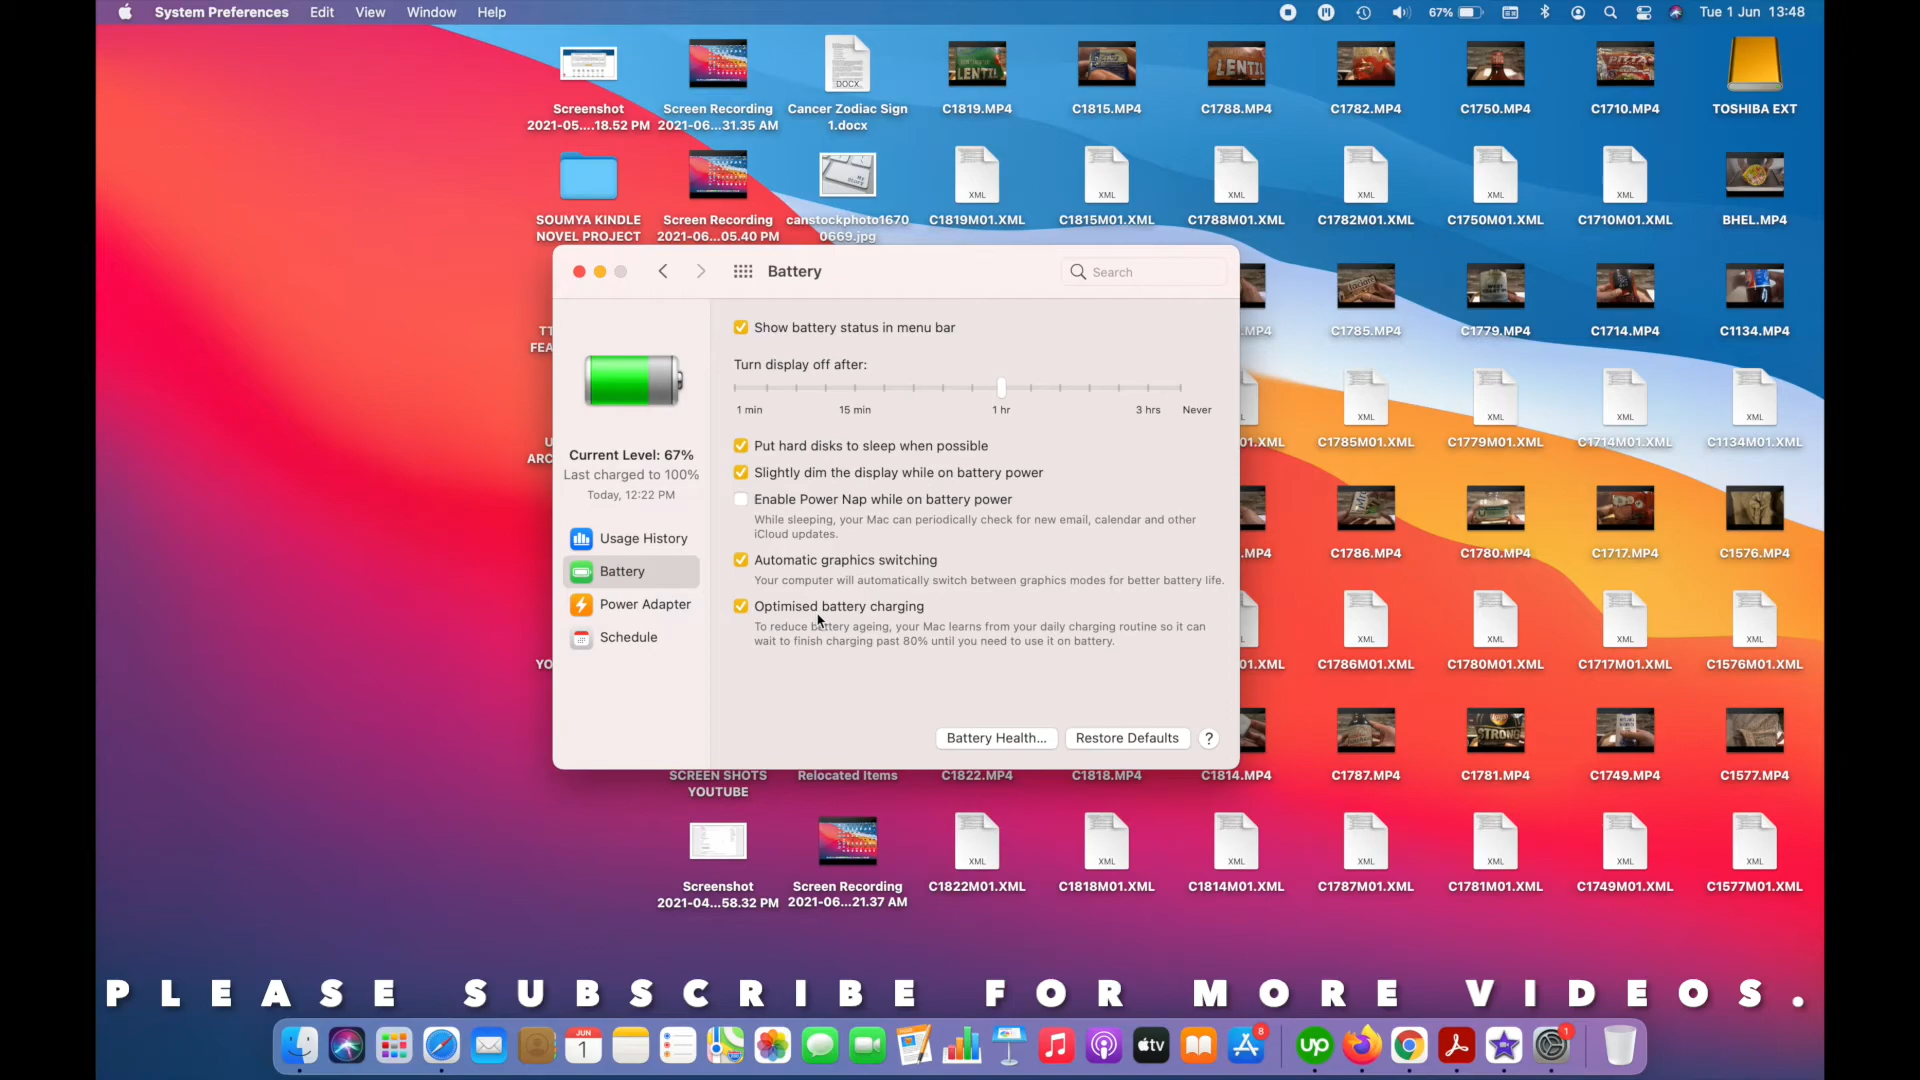 System Preferences Edit View Window Help
67% Tue 1 Jun 13:48
Screenshot
2021-05....18.52 PM
Screen Recording
2021-06...31.35 AM
Cancer Zodiac Sign
1.docx
C1819.MP4 C1815.MP4 C1788.MP4 C1782.MP4 C1750.MP4 C1710.MP4 TOSHIBA EXT
SOUMYA KINDLE
NOVEL PROJECT
Screen Recording
2021-06...05.40 PM
canstockphoto1670
0669.jpg
C1819M01.XML C1815M01.XML C1788M01.XML C1782M01.XML C1750M01.XML C1710M01.XML BHEL.MP4
Battery
Search
Show battery status in menu bar
Turn display off after:
1 min 15 min 1 hr 3 hrs Never
Put hard disks to sleep when possible
Slightly dim the display while on battery power
Enable Power Nap while on battery power
While sleeping, your Mac can periodically check for new email, calendar and other
iCloud updates.
Automatic graphics switching
Your computer will automatically switch between graphics modes for better battery life.
Optimised battery charging
To reduce battery ageing, your Mac learns from your daily charging routine so it can
wait to finish charging past 80% until you need to use it on battery.
Battery Health... Restore Defaults ?
Current Level: 67%
Last charged to 100%
Today, 12:22 PM
Usage History
Battery
Power Adapter
Schedule
.MP4 C1785.MP4 C1779.MP4 C1714.MP4 C1134.MP4
01.XML C1785M01.XML C1779M01.XML C1714M01.XML C1134M01.XML
.MP4 C1786.MP4 C1780.MP4 C1717.MP4 C1576.MP4
01.XML C1786M01.XML C1780M01.XML C1717M01.XML C1576M01.XML
SCREEN SHOTS
YOUTUBE
Relocated Items C1822.MP4 C1818.MP4 C1814.MP4 C1787.MP4 C1781.MP4 C1749.MP4 C1577.MP4
Screenshot
2021-04...58.32 PM
Screen Recording
2021-06...21.37 AM
C1822M01.XML C1818M01.XML C1814M01.XML C1787M01.XML C1781M01.XML C1749M01.XML C1577M01.XML
PLEASE SUBSCRIBE FOR MORE VIDEOS.
JUN
1
tv
8
up
1